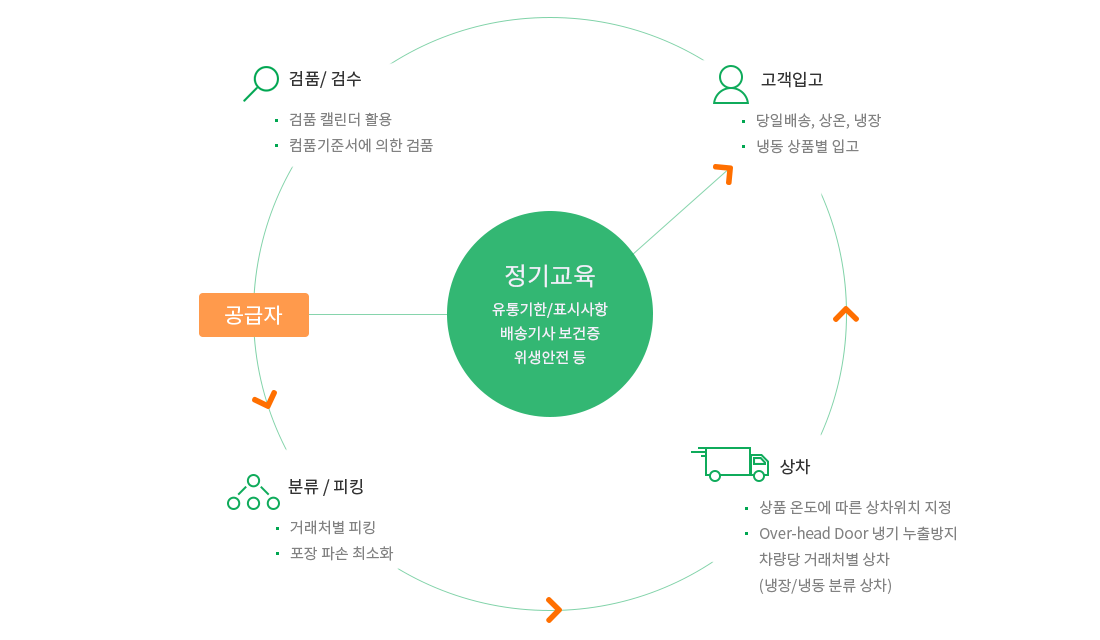 검품/ 검수
검품 캘린더 활용
컴품기준서에 의한 검품
고객입고
당일배송, 상온, 냉장
냉동 상품별 입고
공급자
정기교육
유통기한/표시사항
배송기사 보건증
위생안전 등
분류 / 피킹
거래처별 피킹
포장 파손 최소화
상차
상품 온도에 따른 상차위치 지정
Over-head Door 냉기 누출방지
차량당 거래처별 상차
(냉장/냉동 분류 상차)